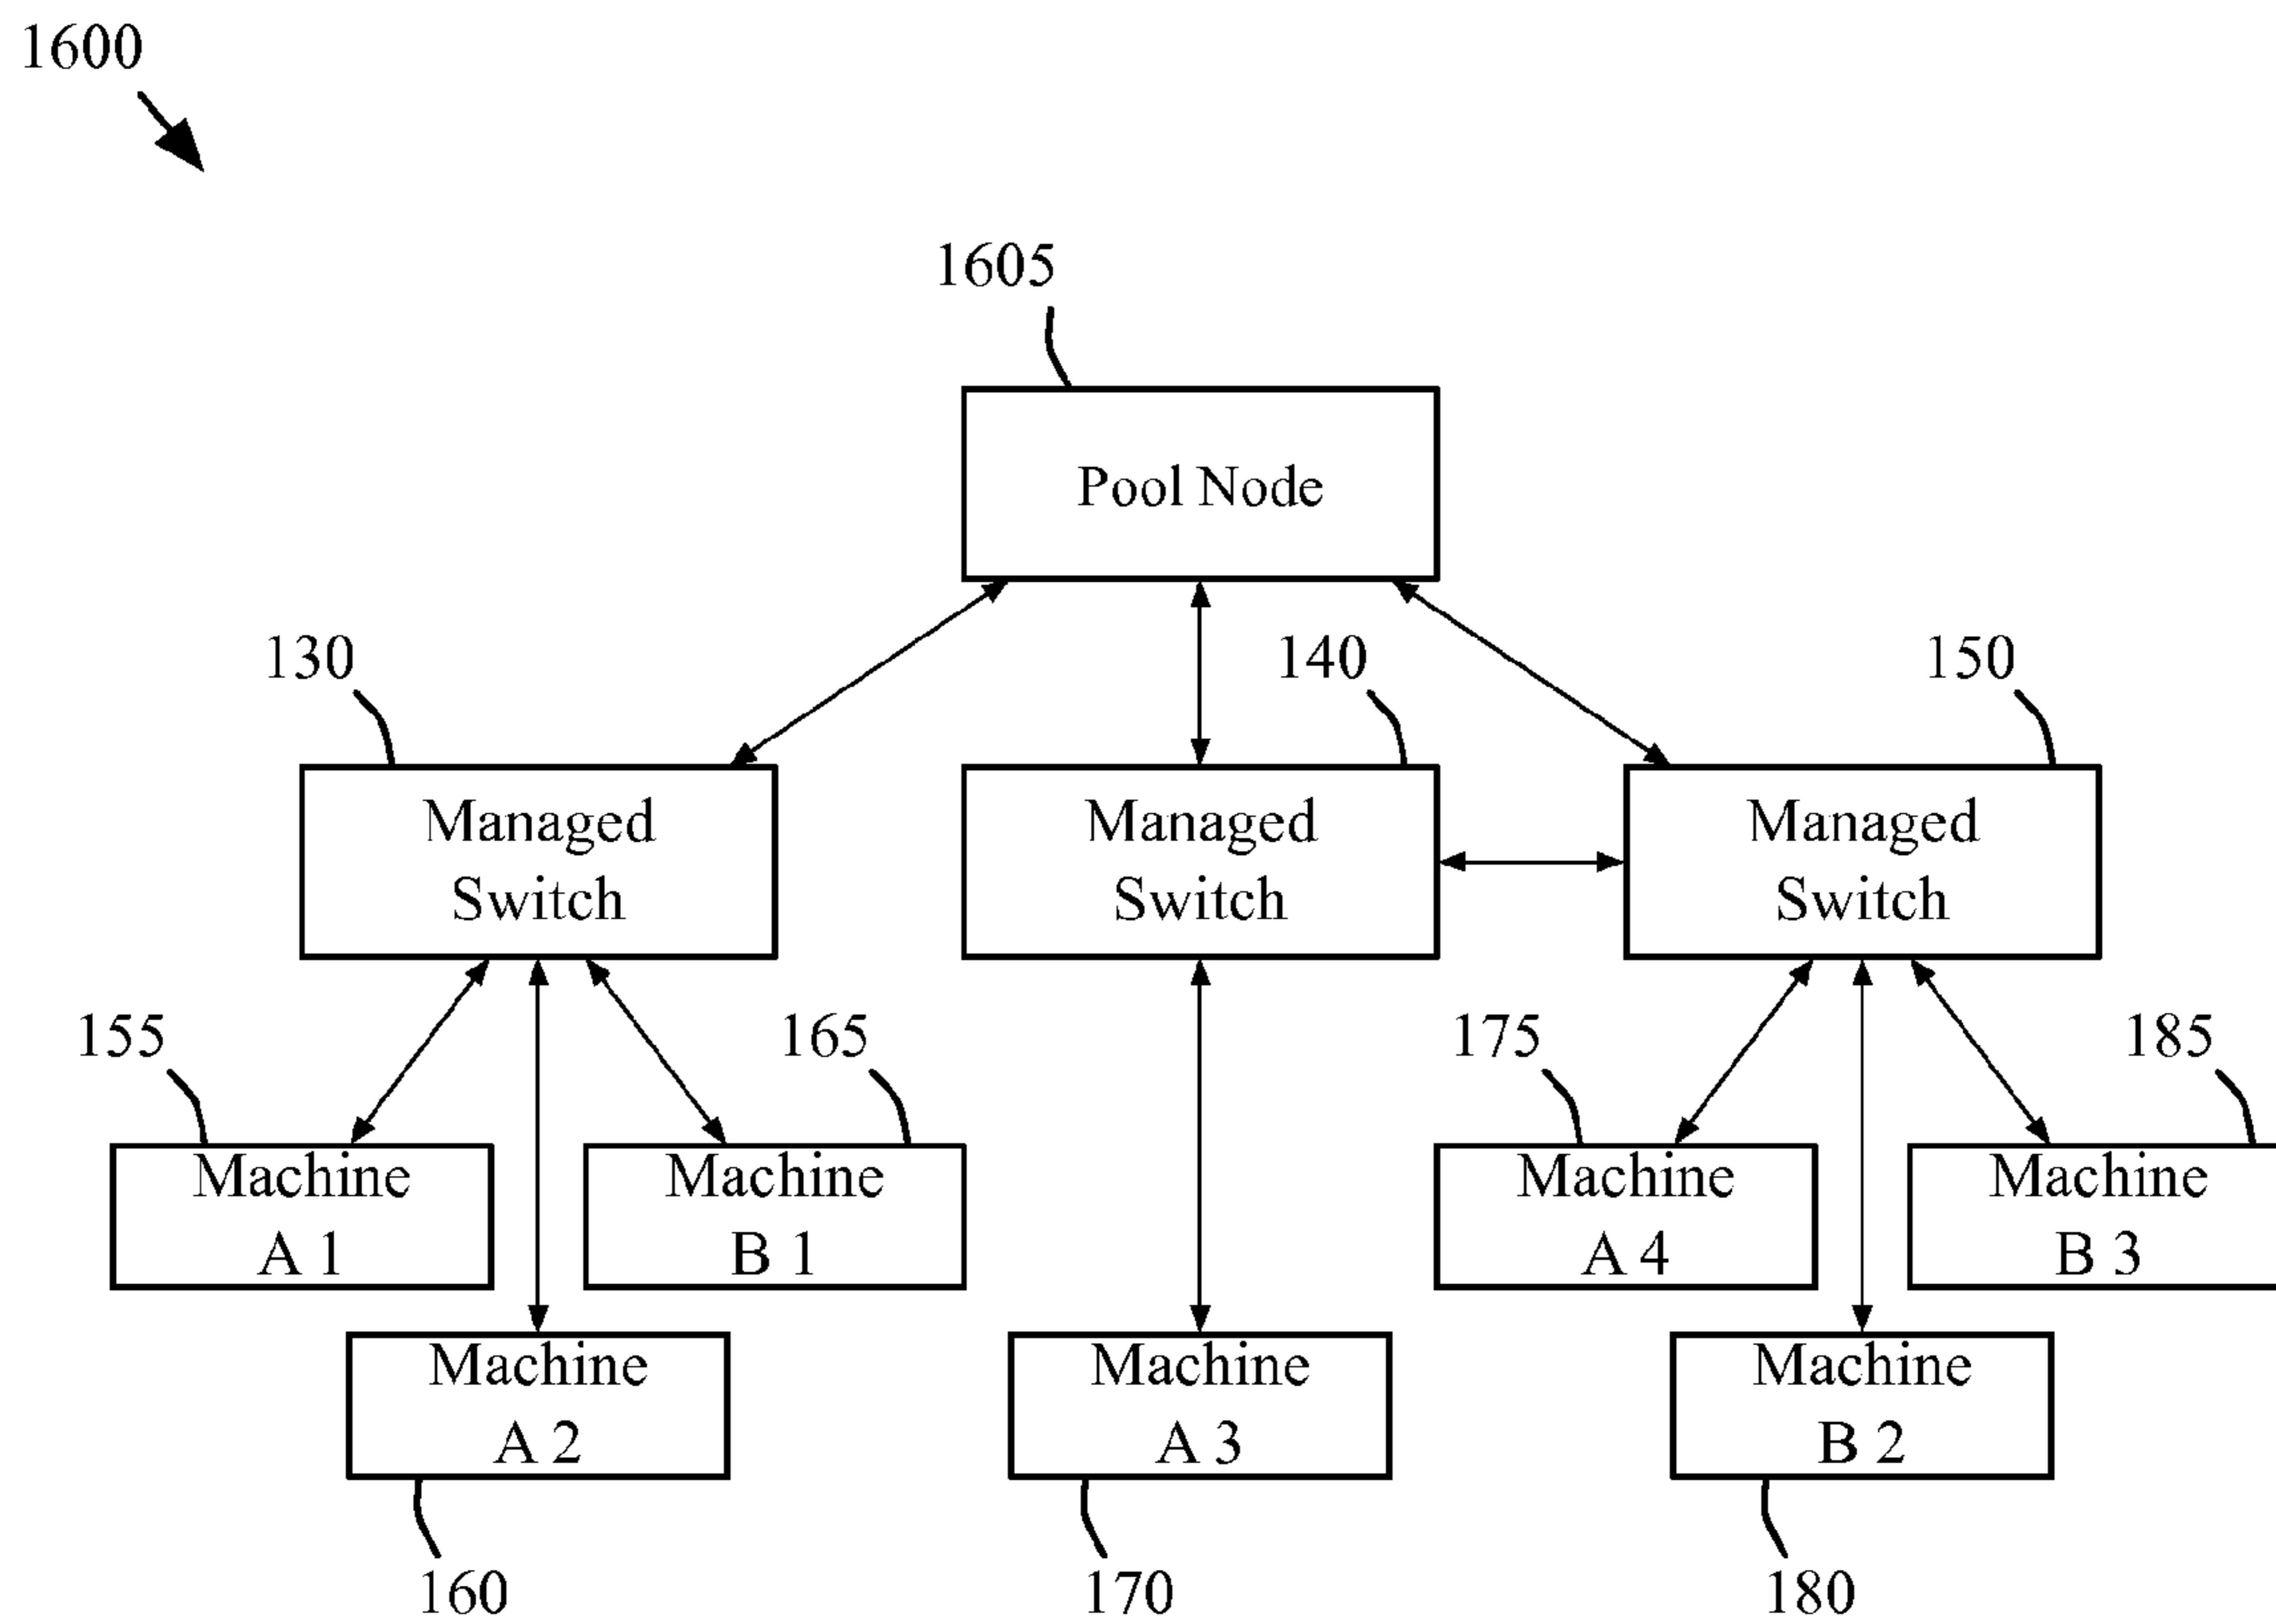 1600
1605
Pool Node
130
140
150
Managed
Switch
Managed
Switch
Managed
Switch
155
165
175
185
Machine
A 1
Machine
B 1
Machine
A 4
Machine
B 3
Machine
A 2
Machine
A 3
Machine
B 2
160
170
180